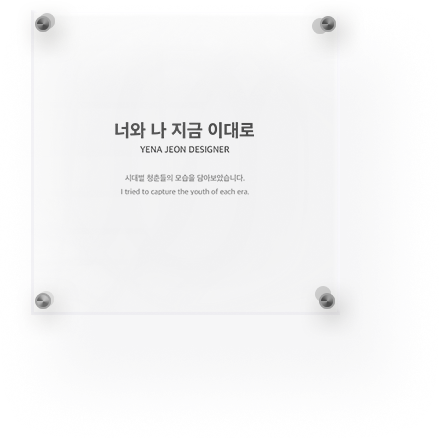 너와 나 지금 이대로
YENA JEON DESIGNER
시대별 청춘들의 모습을 담아보았습니다.
I tried to capture the youth of each era.